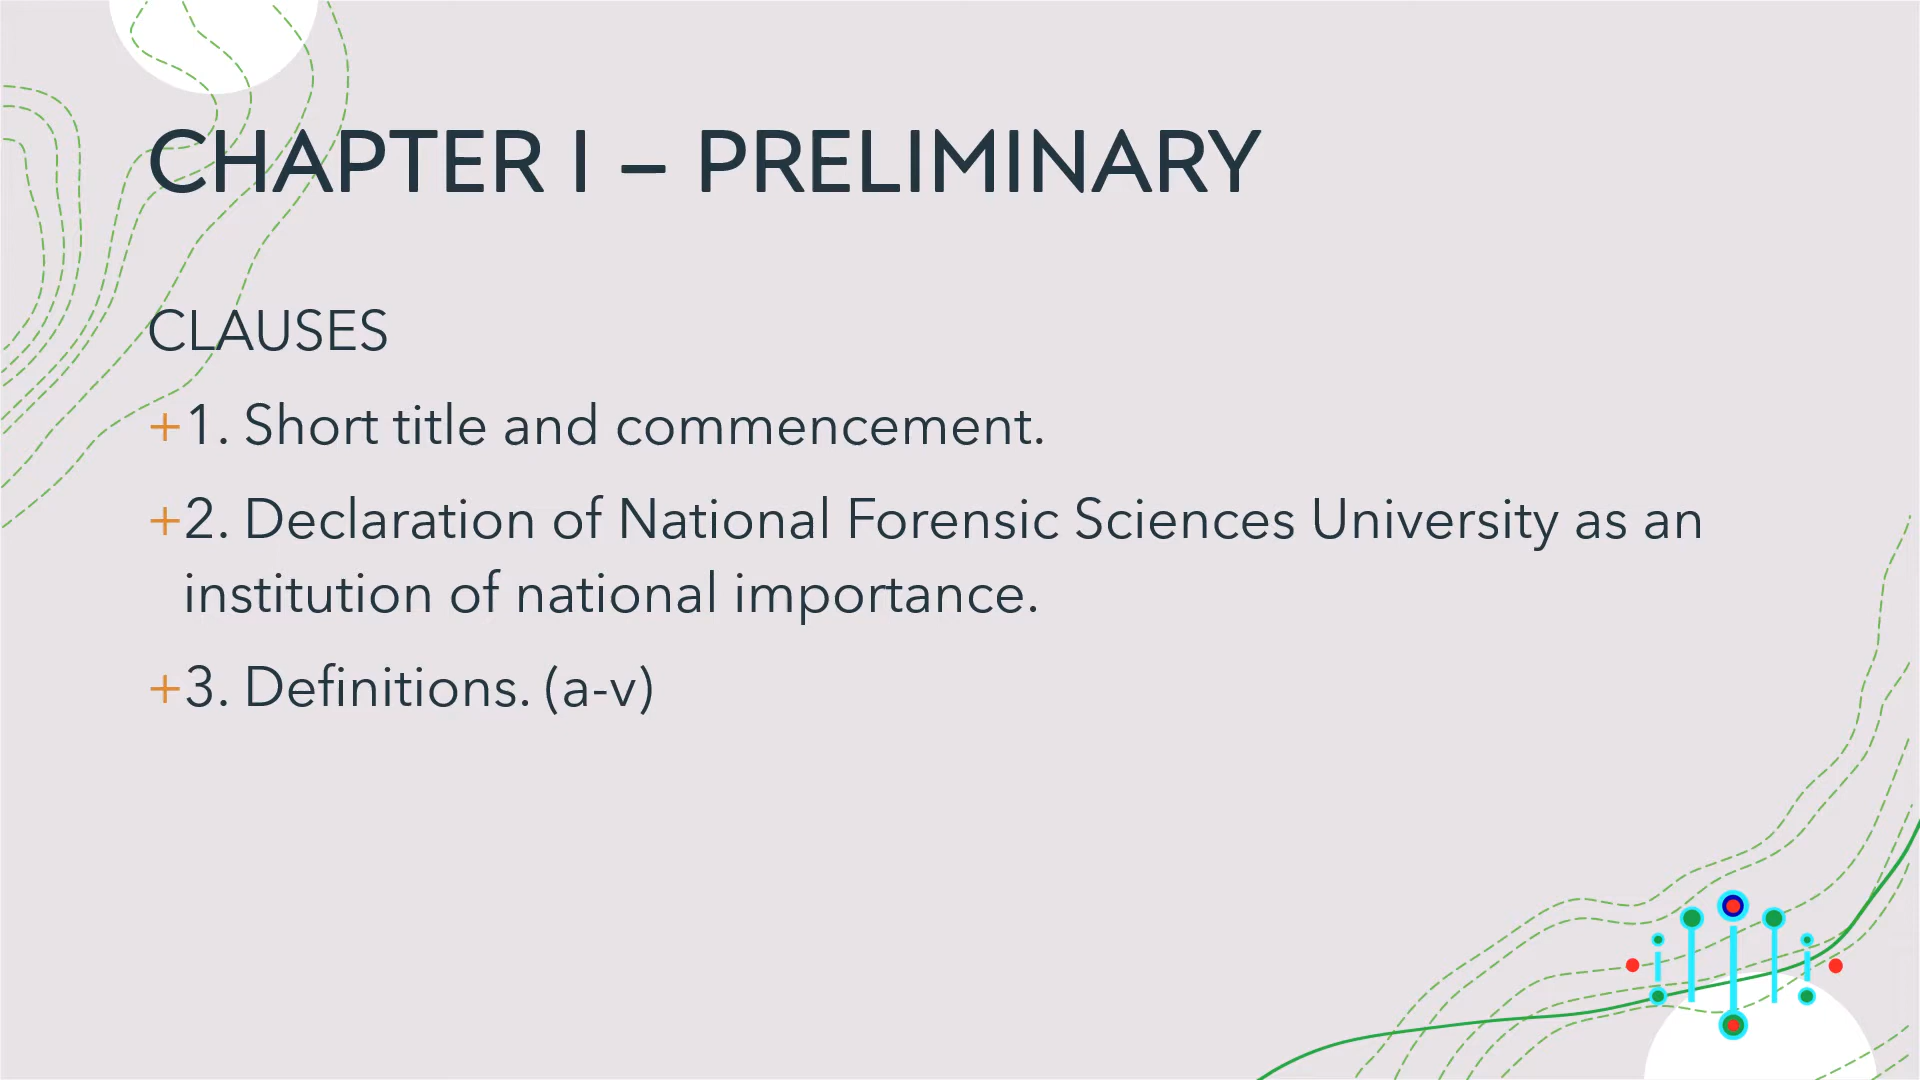 CHAPTER I – PRELIMINARY
CLAUSES
+1. Short title and commencement.
+2. Declaration of National Forensic Sciences University as an
institution of national importance.
+3. Definitions. (a-v)